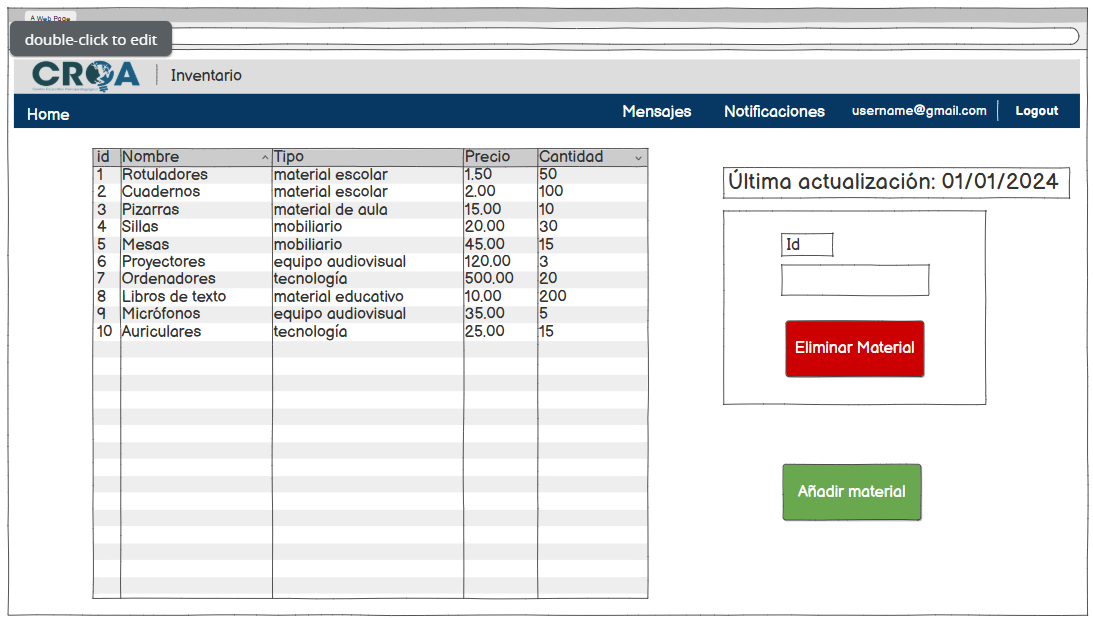 A Web Page
double-click to edit
CROA
Inventario
Home
Mensajes
Notificaciones
username@gmail.com
Logout
id Nombre Tipo Precio Cantidad
1 Rotuladores material escolar 1.50 50
2 Cuadernos material escolar 2.00 100
3 Pizarras material de aula 15.00 10
4 Sillas mobiliario 20.00 30
5 Mesas mobiliario 45.00 15
6 Proyectores equipo audiovisual 120.00 3
7 Ordenadores tecnología 500.00 20
8 Libros de texto material educativo 10.00 200
9 Micrófonos equipo audiovisual 35.00 5
10 Auriculares tecnología 25.00 15
Última actualización: 01/01/2024
Id
Eliminar Material
Añadir material